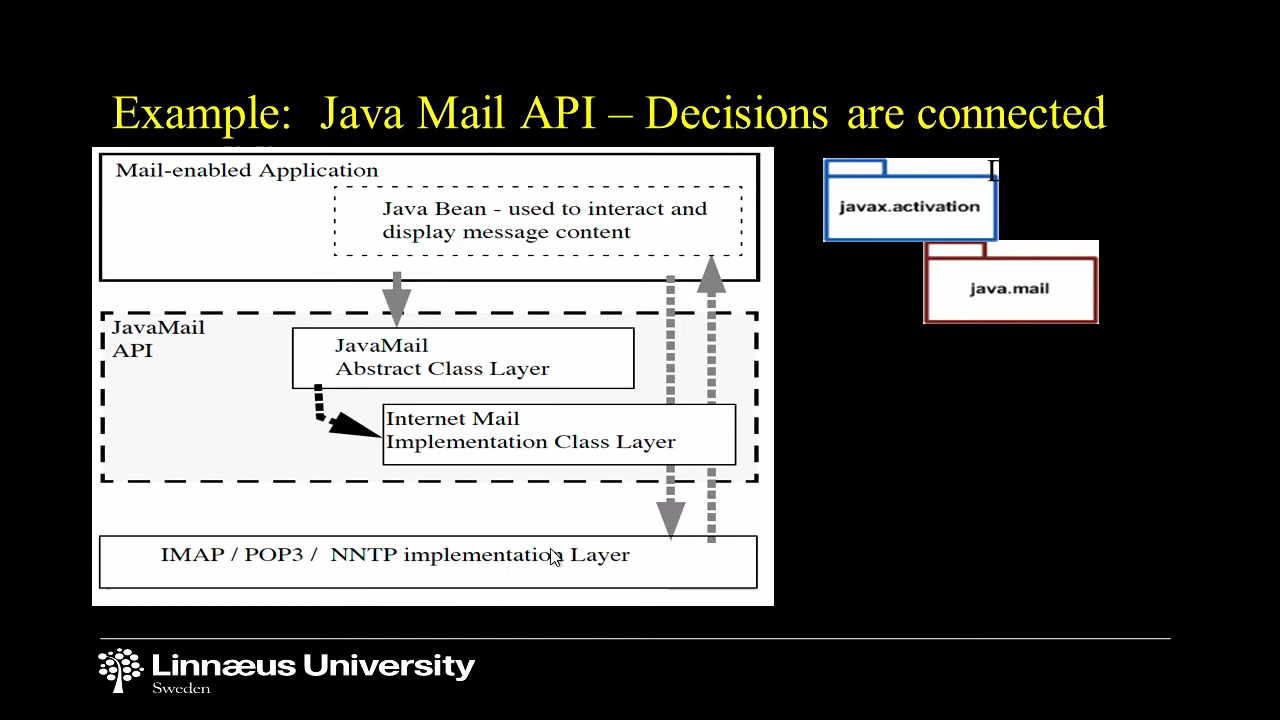 Example: Java Mail API – Decisions are connected
Mail-enabled Application
Java Bean - used to interact and
display message content
JavaMail
API
JavaMail
Abstract Class Layer
Internet Mail
Implementation Class Layer
IMAP / POP3 / NNTP implementation Layer
javax.activation
java.mail
Linnæus University
Sweden